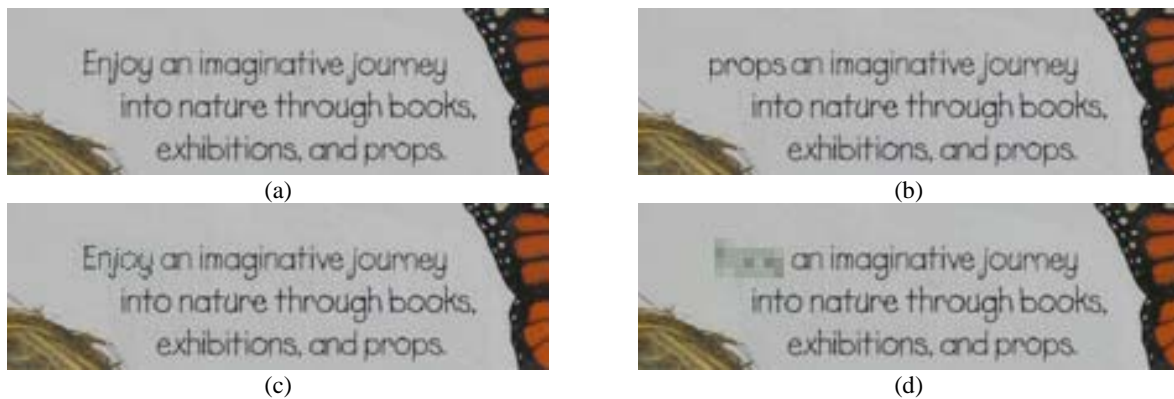 Enjoy an imaginative journey
into nature through books,
exhibitions, and props.
(a)
props an imaginative journey
into nature through books,
exhibitions, and props.
(b)
Enjoy an imaginative journey
into nature through books,
exhibitions, and props.
(c)
an imaginative journey
into nature through books,
exhibitions, and props.
(d)